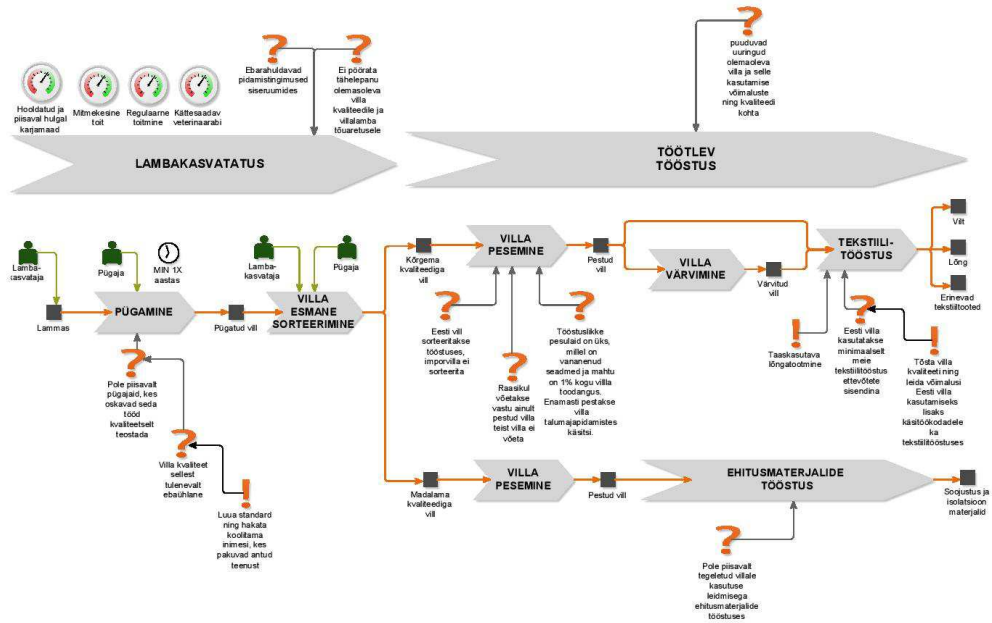 Hooldatud ja
piisaval hulgal
karjamaad
Mitmekesine
toit
Regulaarne
toitmine
Kättesaadav
veterinaarabi
Ebarahuldavad
pidamistingimused
siseruumides
Ei pöörata
tähelepanu
olemasoleva
villa
kvaliteedile ja
villalamba
tõuaretusele
puuduvad
uuringud
olemaoleva
villa ja selle
kasutamise
võimaluste
ning kvaliteedi
kohta
LAMBAKASVATATUS
TÖÖTLEV
TÖÖSTUS
Lamba-
kasvataja
Pügaja
MIN 1X
aastas
Lamba-
kasvataja
Pügaja
Lammas
PÜGAMINE
Pügatud vill
VILLA
ESMANE
SORTEERIMINE
Kõrgema
kvaliteediga
vill
VILLA
PESEMINE
Pestud
vill
VILLA
VÄRVIMINE
Värvitud
vill
TEKSTIILI-
TÖÖSTUS
Vilt
Lõng
Erinevad
tekstiiltooted
Pole piisavalt
pügajaid, kes
oskavad seda
tööd
kvaliteetselt
teostada
Villa kvaliteet
sellest
tulenevalt
ebaühlane
Luua standard
ning hakata
koolitama
inimesi, kes
pakuvad antud
teenust
Eesti vill
sorteeritakse
tööstuses,
imporvilla ei
sorteerita
Raasikul
võetakse
vastu ainult
pestud villa
teist villa ei
võeta
Tööstuslikke
pesulaid on üks,
millel on
vananenud
seadmed ja mahtu
on 1% kogu villla
toodangus.
Enamasti pestakse
villa
talumajapidamistes
käsitsi.
Taaskasutava
lõngatootmine
Eesti villa
kasutatakse
minimaalselt
meie
tekstiilitööstus
ettevõtete
sisendina
Tõsta villa
kvaliteeti ning
leida võimalusi
Eesti villa
kasutamiseks
lisaks
käsitöökodadele
ka
tekstiilitööstuses
Madalama
kvaliteediga
vill
VILLA
PESEMINE
Pestud vill
EHITUSMATERJALIDE
TÖÖSTUS
Soojustus ja
isolatsioon
materjalid
Pole piisavalt
tegeletud villale
kasutuse
leidmisega
ehitusmaterjalide
tööstuses